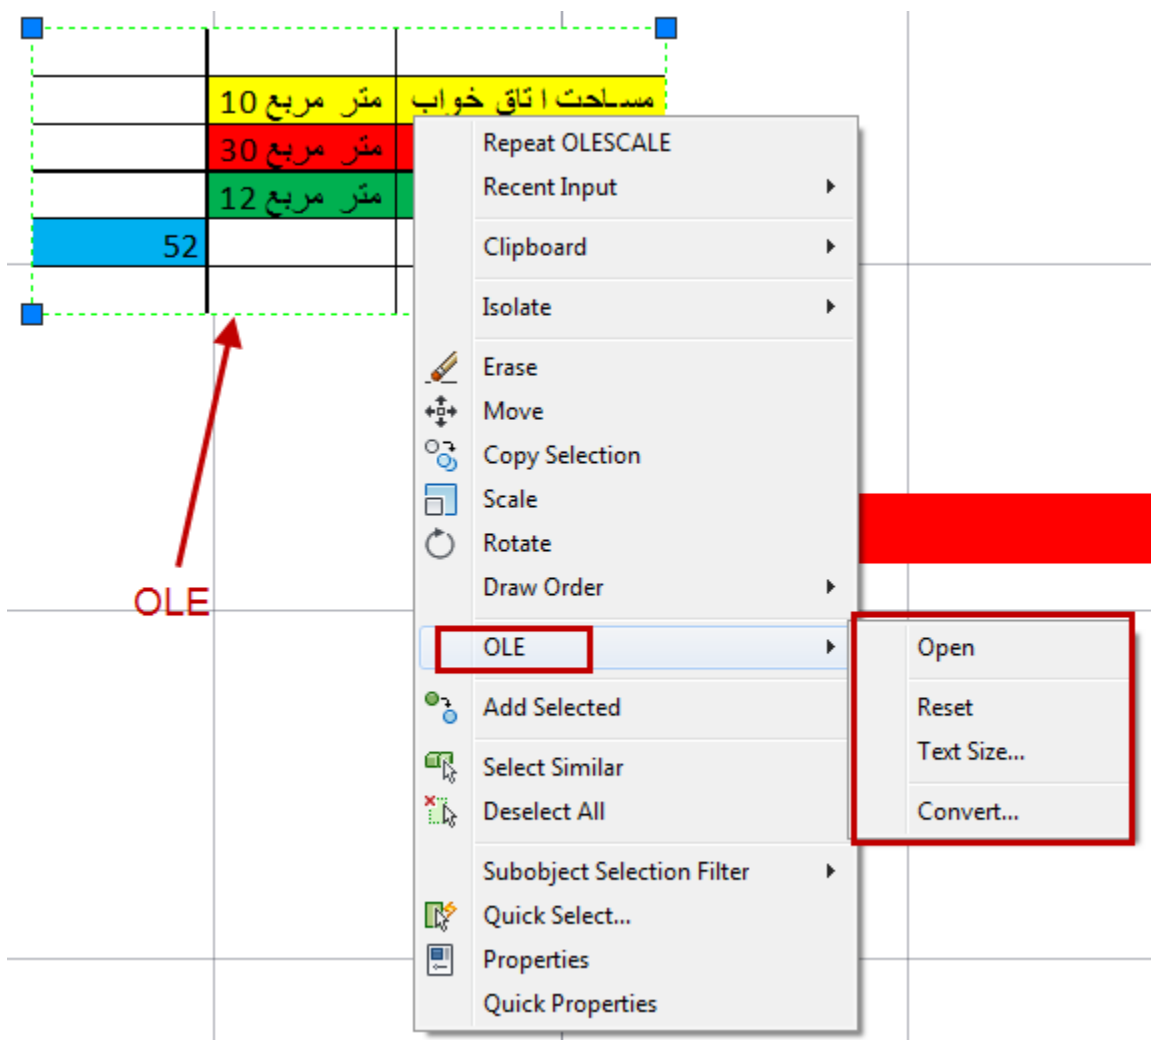 مساحت اتاق خواب متر مربع 10
متر مربع 30
متر مربع 12
52
OLE
Repeat OLESCALE
Recent Input
Clipboard
Isolate
Erase
Move
Copy Selection
Scale
Rotate
Draw Order
OLE
Add Selected
Select Similar
Deselect All
Subobject Selection Filter
Quick Select...
Properties
Quick Properties
Open
Reset
Text Size...
Convert...